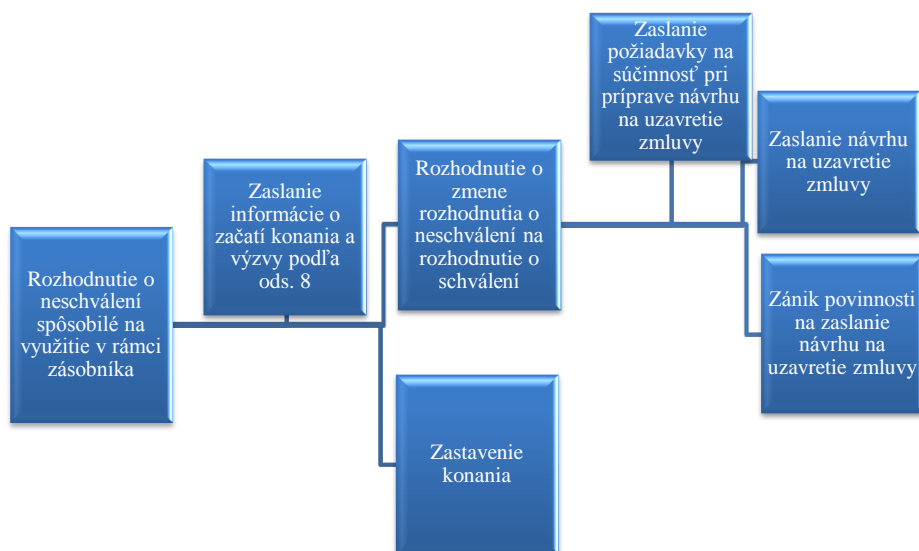 Rozhodnutie o
neschválení
spôsobilé na
využitie v rámci
zásobníka
Zaslanie
informácie o
začatí konania a
výzvy podľa
ods. 8
Rozhodnutie o
zmene
rozhodnutia o
neschválení na
rozhodnutie o
schválení
Zastavenie
konania
Zaslanie
požiadavky na
súčinnosť pri
príprave návrhu
na uzavretie
zmluvy
Zaslanie návrhu
na uzavretie
zmluvy
Zánik povinnosti
na zaslanie
návrhu na
uzavretie zmluvy